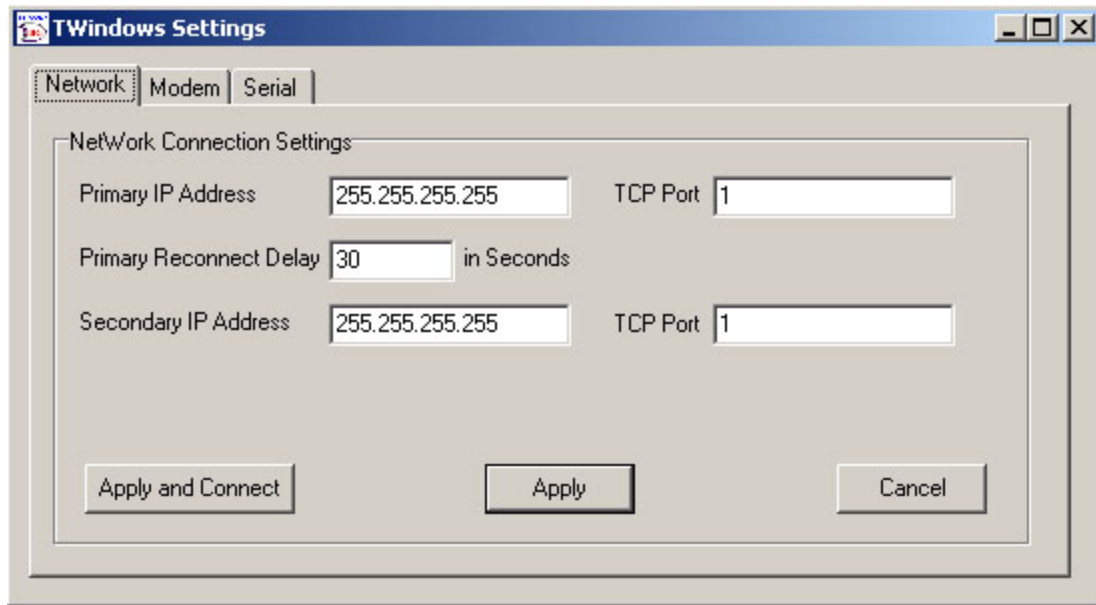 TWindows Settings
Network Modem Serial
NetWork Connection Settings
Primary IP Address 255.255.255.255 TCP Port 1
Primary Reconnect Delay 30 in Seconds
Secondary IP Address 255.255.255.255 TCP Port 1
Apply and Connect Apply Cancel